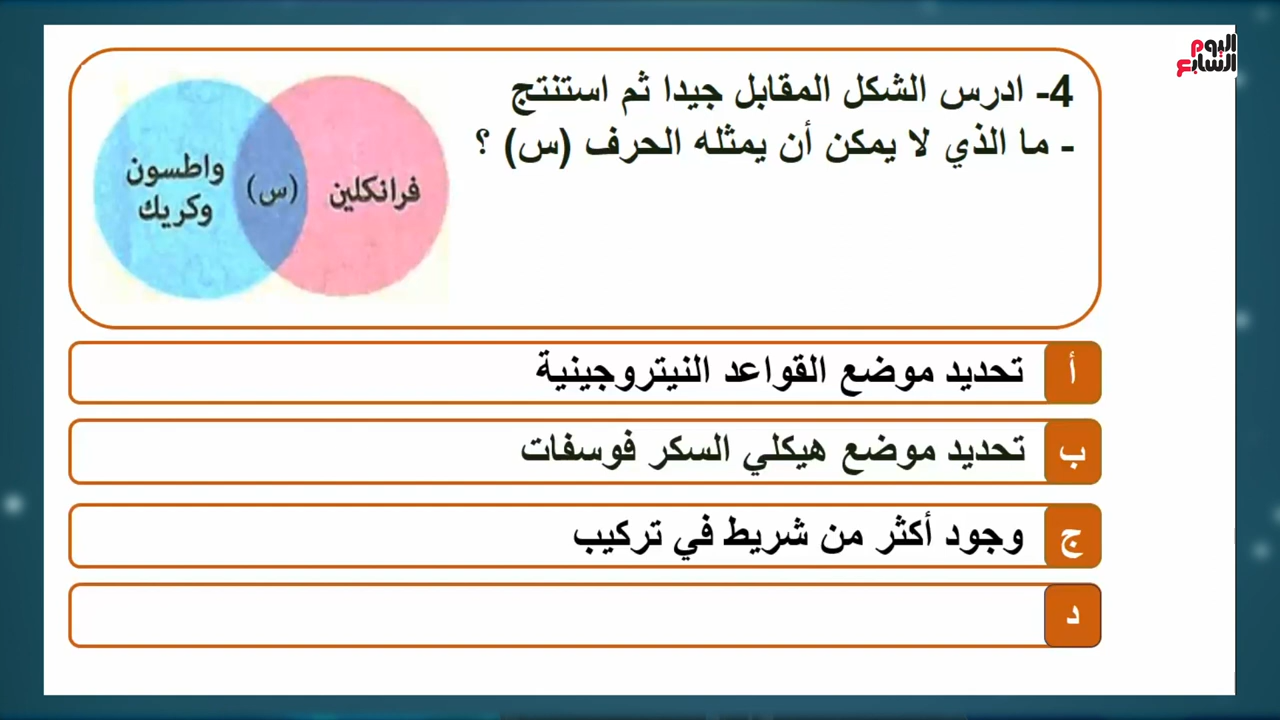 اليوم
السابع
4- ادرس الشكل المقابل جيدا ثم استنتج
- ما الذي لا يمكن أن يمثله الحرف (س) ؟
فرانكلين
(س)
واطسون
وكريك
أ تحديد موضع القواعد النيتروجينية
ب تحديد موضع هيكلي السكر فوسفات
ج وجود أكثر من شريط في تركيب
د